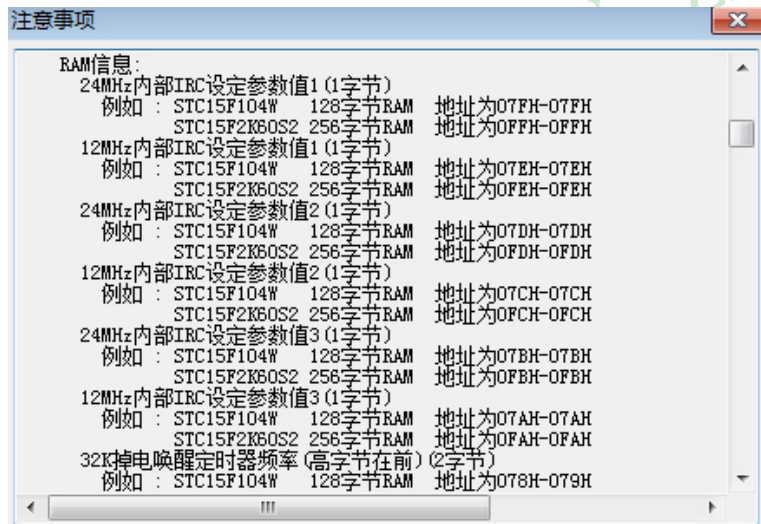 注意事项
RAM信息:
24MHz内部IRC设定参数值1(1字节)
例如 : STC15F104W 128字节RAM 地址为07FH-07FH
STC15F2K60S2 256字节RAM 地址为0FFH-0FFH
12MHz内部IRC设定参数值1(1字节)
例如 : STC15F104W 128字节RAM 地址为07EH-07EH
STC15F2K60S2 256字节RAM 地址为0FEH-0FEH
24MHz内部IRC设定参数值2(1字节)
例如 : STC15F104W 128字节RAM 地址为07DH-07DH
STC15F2K60S2 256字节RAM 地址为0FDH-0FDH
12MHz内部IRC设定参数值2(1字节)
例如 : STC15F104W 128字节RAM 地址为07CH-07CH
STC15F2K60S2 256字节RAM 地址为0FCH-0FCH
24MHz内部IRC设定参数值3(1字节)
例如 : STC15F104W 128字节RAM 地址为07BH-07BH
STC15F2K60S2 256字节RAM 地址为0FBH-0FBH
12MHz内部IRC设定参数值3(1字节)
例如 : STC15F104W 128字节RAM 地址为07AH-07AH
STC15F2K60S2 256字节RAM 地址为0FAH-0FAH
32K掉电唤醒定时器频率(高字节在前)(2字节)
例如 : STC15F104W 128字节RAM 地址为078H-079H